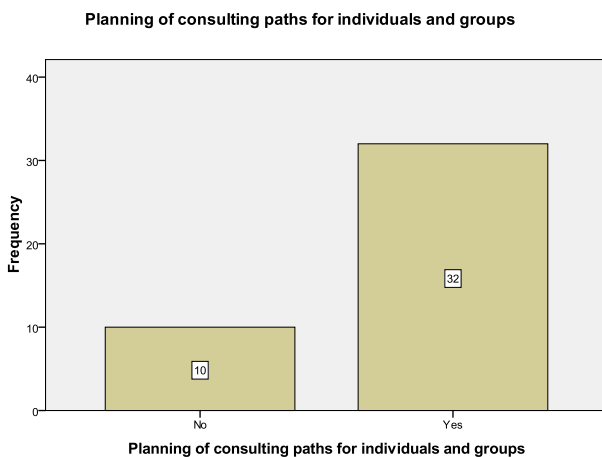 Planning of consulting paths for individuals and groups
40
30
20
10
0
Frequency
10
32
No
Yes
Planning of consulting paths for individuals and groups